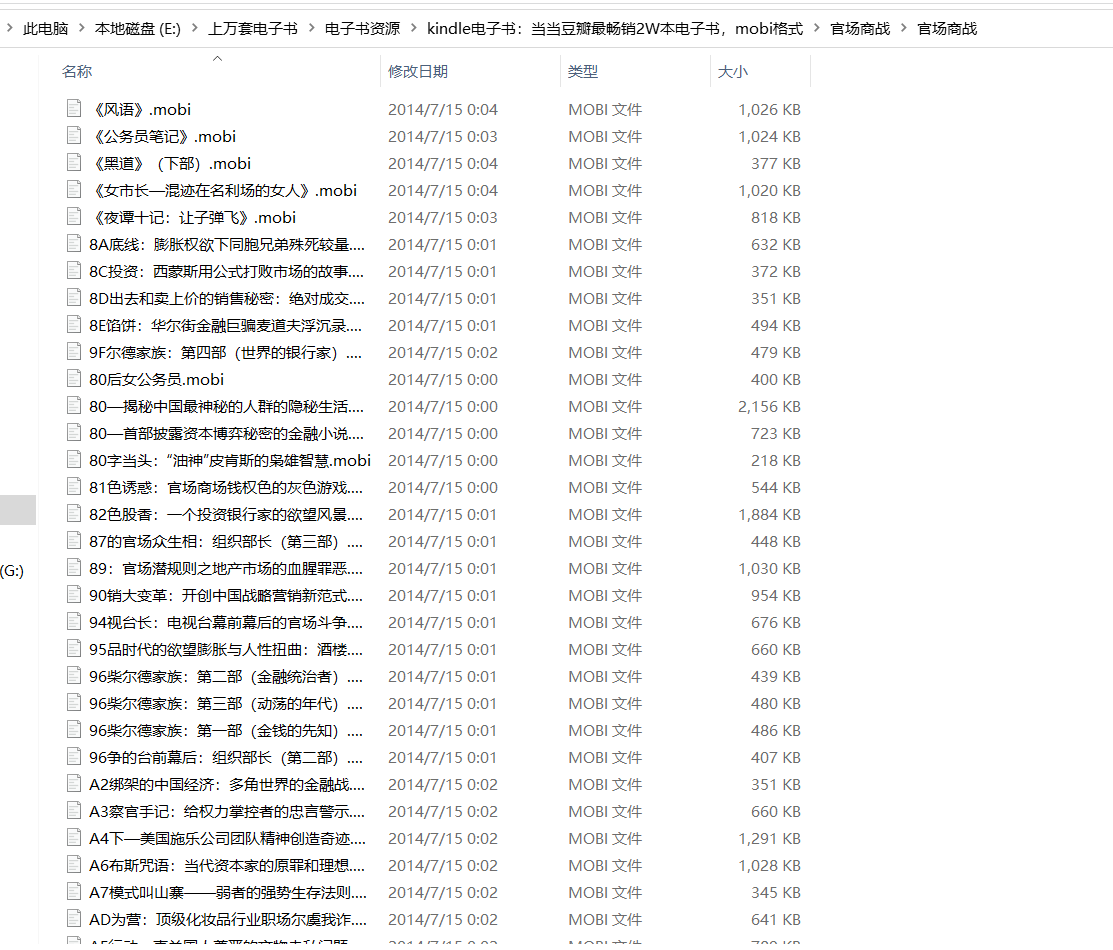 此电脑 > 本地磁盘 (E:) > 上万套电子书 > 电子书资源 > kindle电子书：当当豆瓣最畅销2W本电子书，mobi格式 > 官场商战 > 官场商战
名称 修改日期 类型 大小
《风语》.mobi 2014/7/15 0:04 MOBI 文件 1,026 KB
《公务员笔记》.mobi 2014/7/15 0:03 MOBI 文件 1,024 KB
《黑道》（下部）.mobi 2014/7/15 0:04 MOBI 文件 377 KB
《女市长—混迹在名利场的女人》.mobi 2014/7/15 0:04 MOBI 文件 1,020 KB
《夜谭十记：让子弹飞》.mobi 2014/7/15 0:03 MOBI 文件 818 KB
8A底线：膨胀权欲下同胞兄弟殊死较量.... 2014/7/15 0:01 MOBI 文件 632 KB
8C投资：西蒙斯用公式打败市场的故事.... 2014/7/15 0:01 MOBI 文件 372 KB
8D出去和卖上价的销售秘密：绝对成交.... 2014/7/15 0:01 MOBI 文件 351 KB
8E馅饼：华尔街金融巨骗麦道夫浮沉录.... 2014/7/15 0:01 MOBI 文件 494 KB
9F尔德家族：第四部（世界的银行家）.... 2014/7/15 0:02 MOBI 文件 479 KB
80后女公务员.mobi 2014/7/15 0:00 MOBI 文件 400 KB
80—揭秘中国最神秘的人群的隐秘生活.... 2014/7/15 0:00 MOBI 文件 2,156 KB
80—首部披露资本博弈秘密的金融小说.... 2014/7/15 0:00 MOBI 文件 723 KB
80字当头：“油神”皮肯斯的枭雄智慧.mobi 2014/7/15 0:00 MOBI 文件 218 KB
81色诱惑：官场商场钱权色的灰色游戏.... 2014/7/15 0:00 MOBI 文件 544 KB
82色股香：一个投资银行家的欲望风景.... 2014/7/15 0:01 MOBI 文件 1,884 KB
87的官场众生相：组织部长（第三部）.... 2014/7/15 0:01 MOBI 文件 448 KB
(G:)
89：官场潜规则之地产市场的血腥罪恶.... 2014/7/15 0:01 MOBI 文件 1,030 KB
90销大变革：开创中国战略营销新范式.... 2014/7/15 0:01 MOBI 文件 954 KB
94视台长：电视台幕前幕后的官场斗争.... 2014/7/15 0:01 MOBI 文件 676 KB
95品时代的欲望膨胀与人性扭曲：酒楼.... 2014/7/15 0:01 MOBI 文件 660 KB
96柴尔德家族：第二部（金融统治者）.... 2014/7/15 0:01 MOBI 文件 439 KB
96柴尔德家族：第三部（动荡的年代）.... 2014/7/15 0:01 MOBI 文件 480 KB
96柴尔德家族：第一部（金钱的先知）.... 2014/7/15 0:01 MOBI 文件 486 KB
96争的台前幕后：组织部长（第二部）.... 2014/7/15 0:01 MOBI 文件 407 KB
A2绑架的中国经济：多角世界的金融战.... 2014/7/15 0:02 MOBI 文件 351 KB
A3察官手记：给权力掌控者的忠言警示.... 2014/7/15 0:02 MOBI 文件 660 KB
A4下—美国施乐公司团队精神创造奇迹.... 2014/7/15 0:02 MOBI 文件 1,291 KB
A6布斯咒语：当代资本家的原罪和理想.... 2014/7/15 0:02 MOBI 文件 1,028 KB
A7模式叫山寨——弱者的强势生存法则.... 2014/7/15 0:02 MOBI 文件 345 KB
AD为营：顶级化妆品行业职场尔虞我诈.... 2014/7/15 0:02 MOBI 文件 641 KB